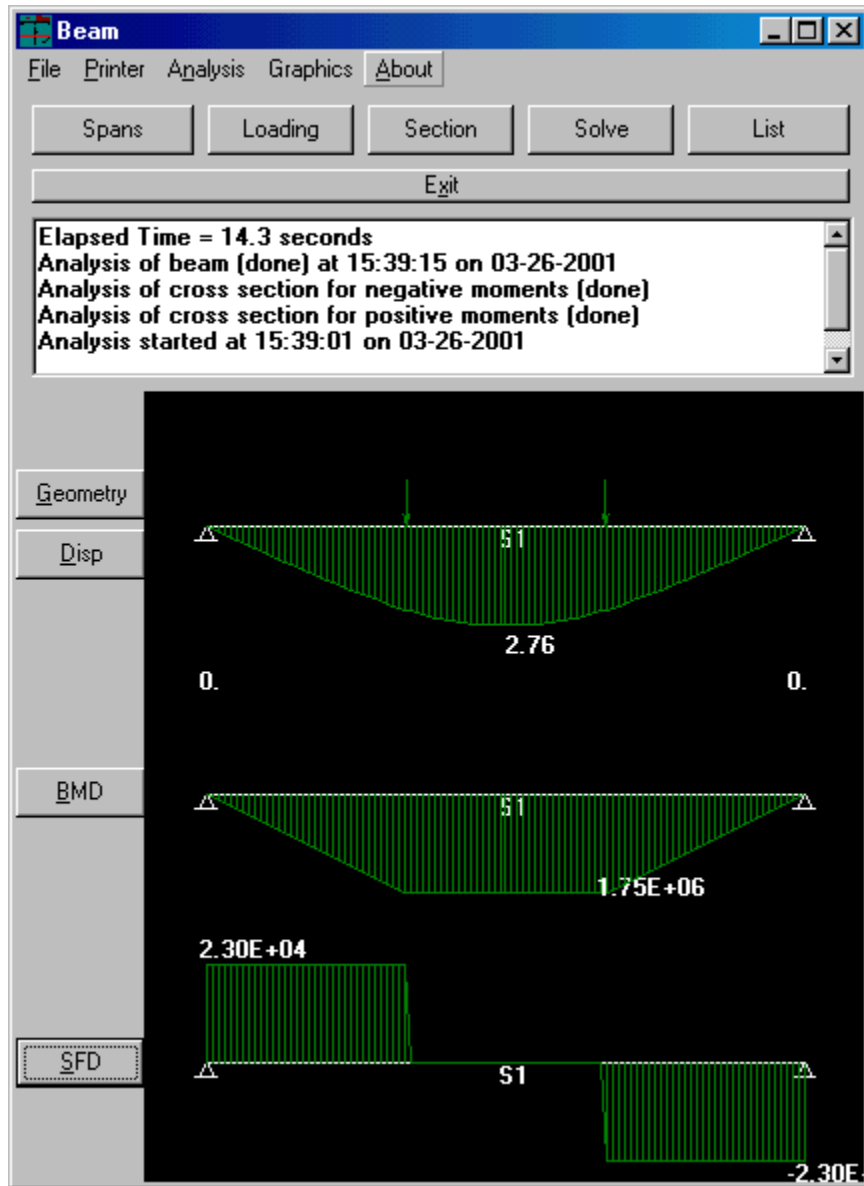 Beam
File Printer Analysis Graphics About
Spans Loading Section Solve List
Exit
Elapsed Time = 14.3 seconds
Analysis of beam (done) at 15:39:15 on 03-26-2001
Analysis of cross section for negative moments (done)
Analysis of cross section for positive moments (done)
Analysis started at 15:39:01 on 03-26-2001
Geometry
Disp
S1
2.76
0. 0.
BMD
S1
1.75E+06
2.30E+04
SFD
S1
-2.30E+